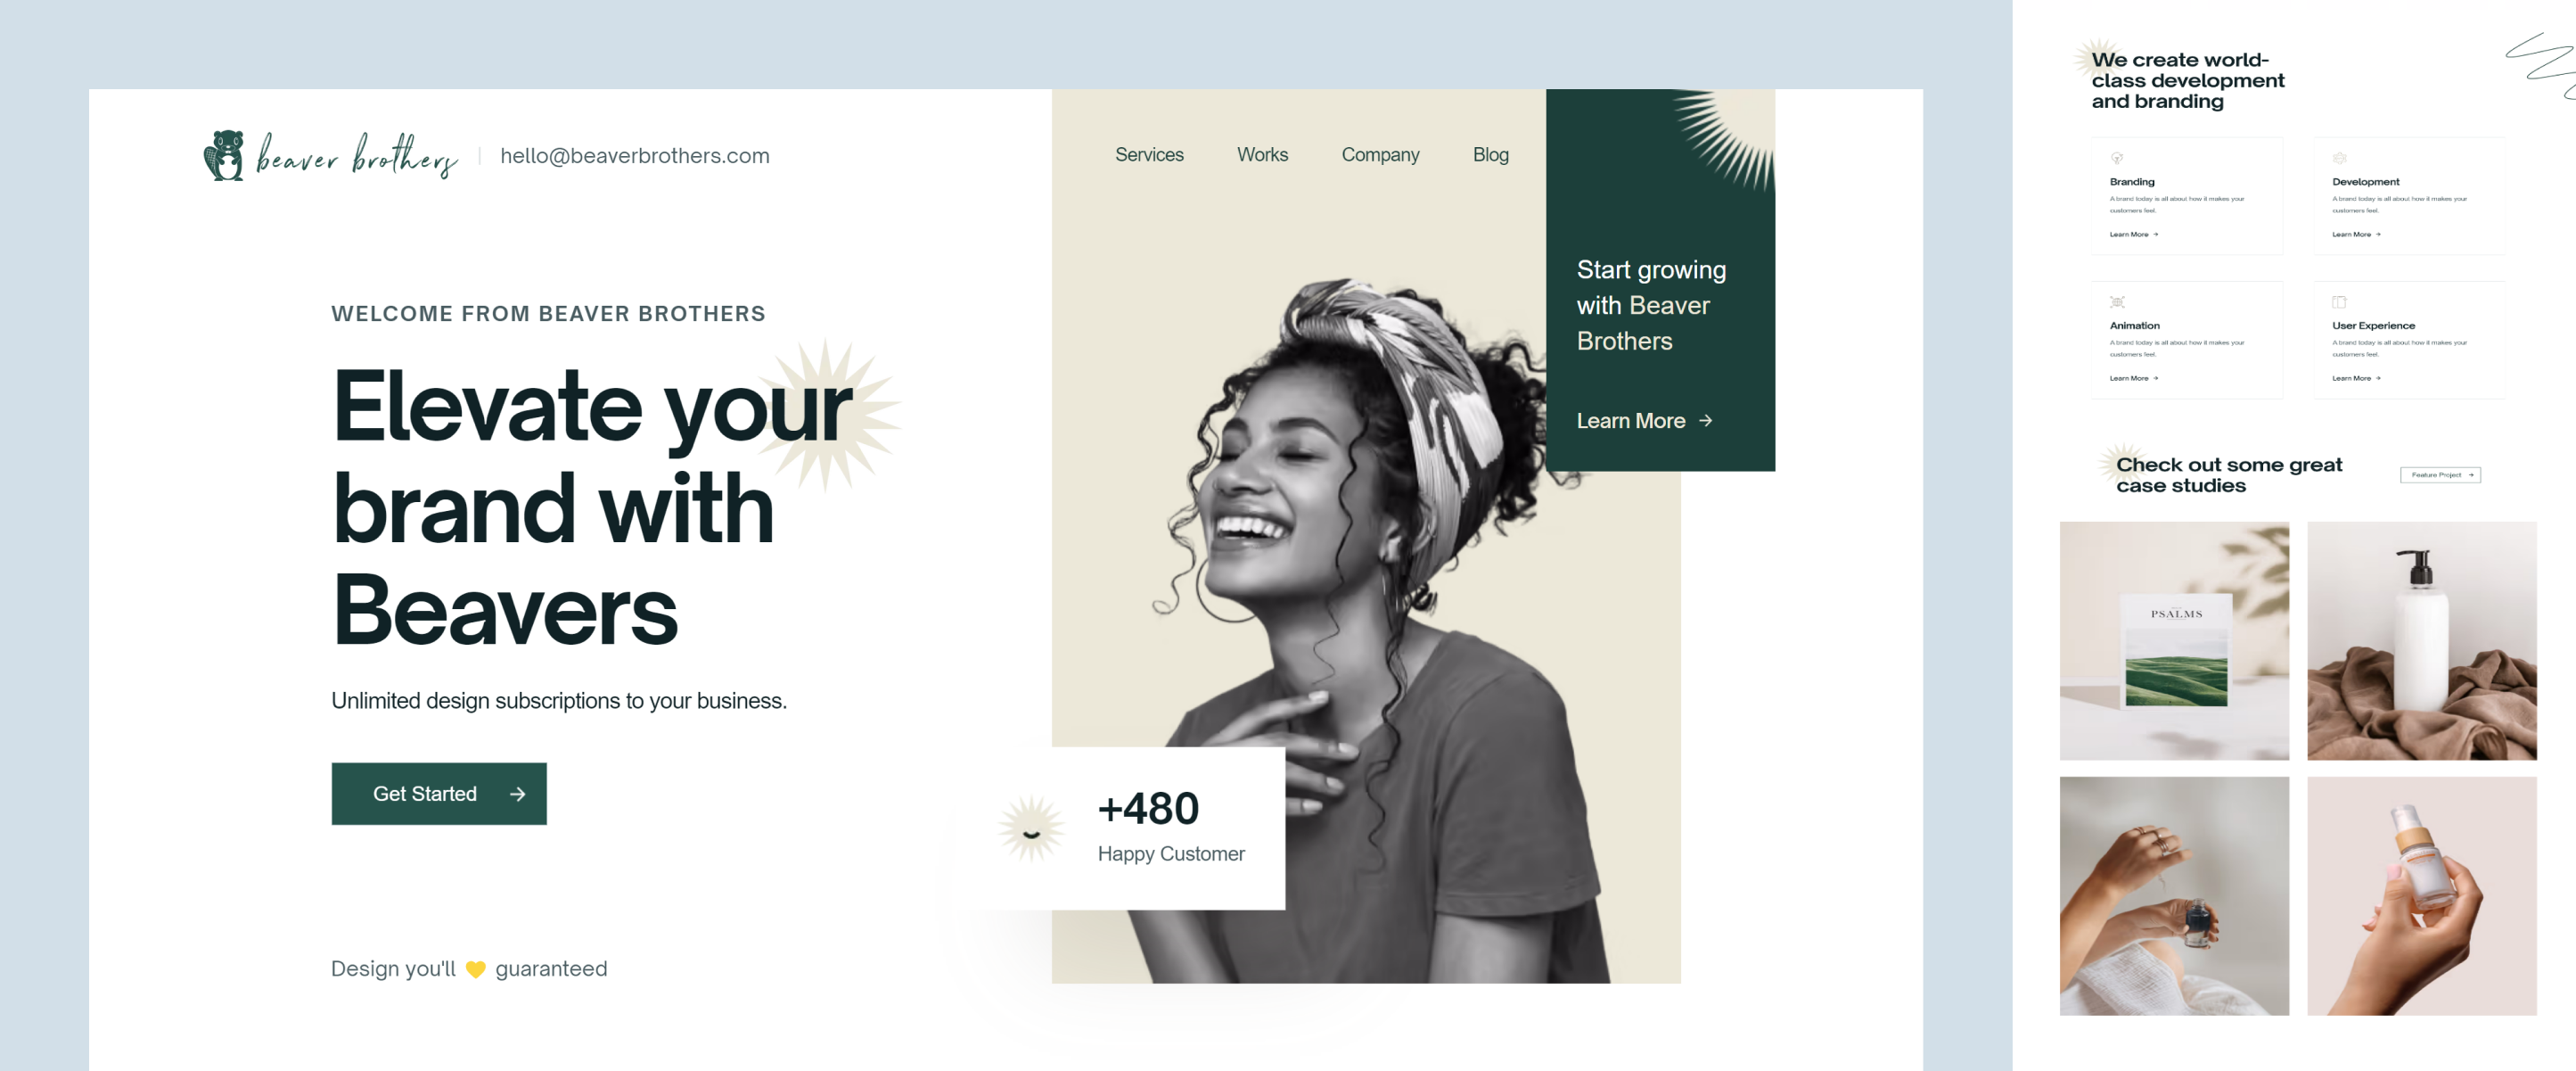 beaver brothers
hello@beaverbrothers.com
Services
Works
Company
Blog
Start growing
with Beaver
Brothers
Learn More
WELCOME FROM BEAVER BROTHERS
Elevate your
brand with
Beavers
Unlimited design subscriptions to your business.
Get Started
+480
Happy Customer
Design you'll 💛 guaranteed
We create world-
class development
and branding
Branding
A brand today is all about how it makes your
customers feel.
Learn More
Development
A brand today is all about how it makes your
customers feel.
Learn More
Animation
A brand today is all about how it makes your
customers feel.
Learn More
User Experience
A brand today is all about how it makes your
customers feel.
Learn More
Check out some great
case studies
Feature Project
PSALMS